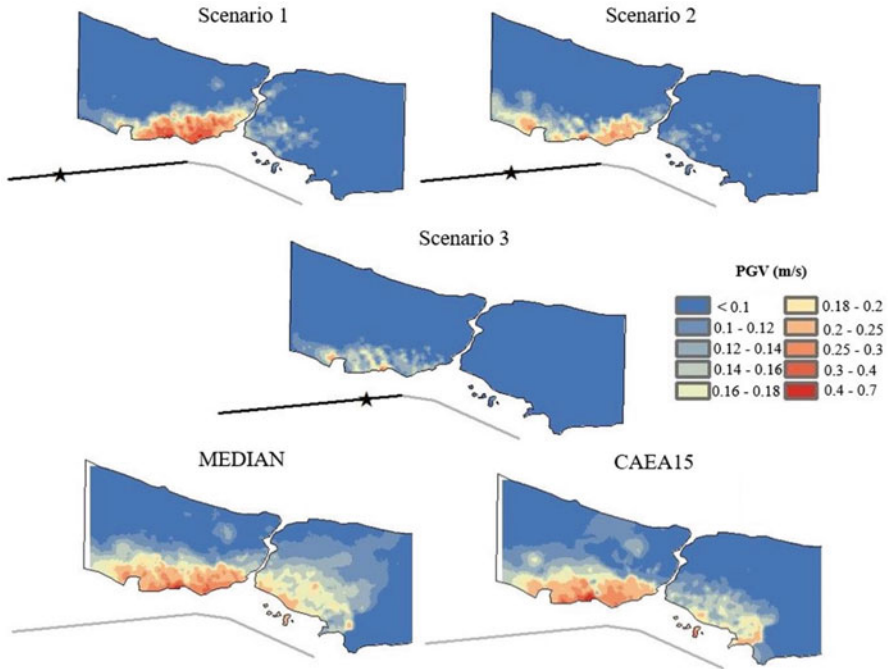 Scenario 1
Scenario 2
Scenario 3
PGV (m/s)
< 0.1
0.1 - 0.12
0.12 - 0.14
0.14 - 0.16
0.16 - 0.18
0.18 - 0.2
0.2 - 0.25
0.25 - 0.3
0.3 - 0.4
0.4 - 0.7
MEDIAN
CAEA15